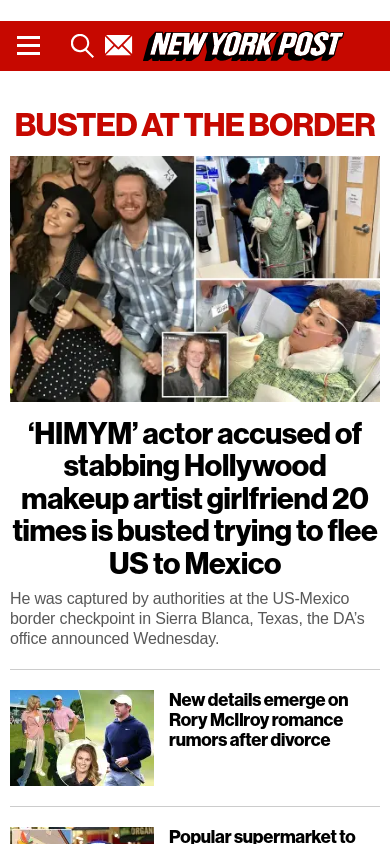 NEW YORK POST
BUSTED AT THE BORDER
‘HIMYM’ actor accused of
stabbing Hollywood
makeup artist girlfriend 20
times is busted trying to flee
US to Mexico
He was captured by authorities at the US-Mexico
border checkpoint in Sierra Blanca, Texas, the DA’s
office announced Wednesday.
New details emerge on
Rory McIlroy romance
rumors after divorce
ORGAN
Popular supermarket to